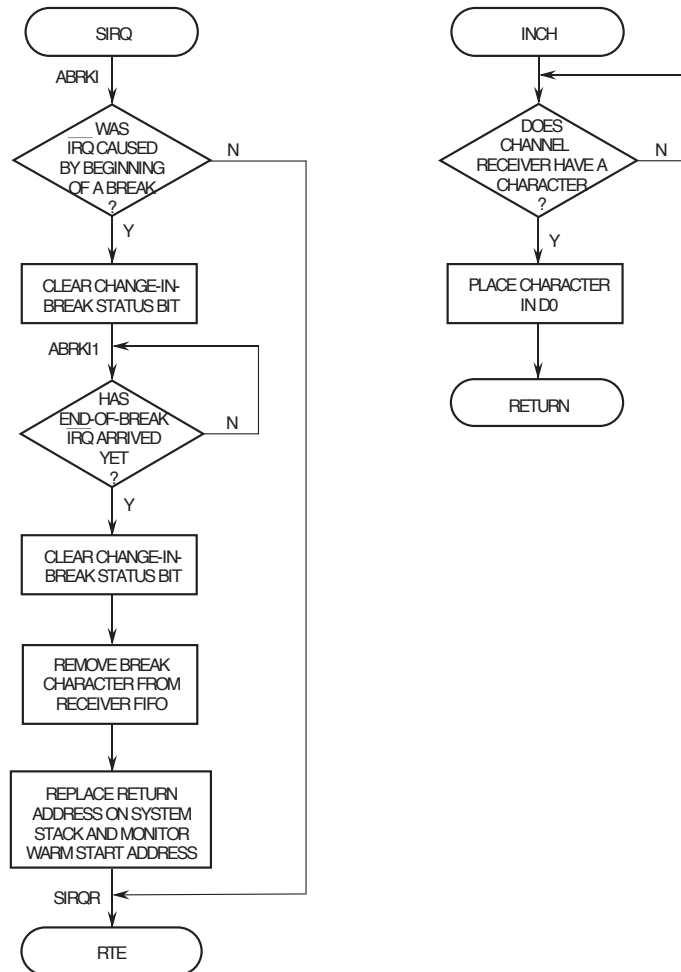 SIRQ
ABRKI
WAS
IRQ CAUSED
BY BEGINNING
OF A BREAK
?
N
Y
CLEAR CHANGE-IN-
BREAK STATUS BIT
ABRKI1
HAS
END-OF-BREAK
IRQ ARRIVED
YET
?
N
Y
CLEAR CHANGE-IN-
BREAK STATUS BIT
REMOVE BREAK
CHARACTER FROM
RECEIVER FIFO
REPLACE RETURN
ADDRESS ON SYSTEM
STACK AND MONITOR
WARM START ADDRESS
SIRQR
RTE
INCH
DOES
CHANNEL
RECEIVER HAVE A
CHARACTER
?
N
Y
PLACE CHARACTER
IN D0
RETURN